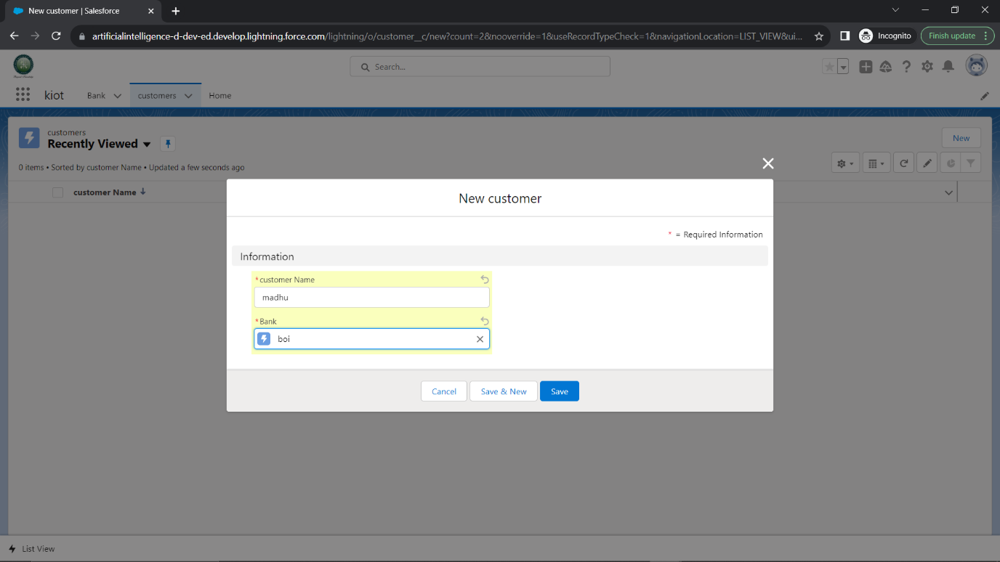 New customer | Salesforce
artificialintelligence-d-dev-ed.develop.lightning.force.com/lightning/o/customer__c/new?count=2&nooverride=1&useRecordTypeCheck=1&navigationLocation=LIST_VIEW&ui...
Incognito
Finish update
Search...
kiot
Bank
customers
Home
customers
Recently Viewed
New
0 items • Sorted by customer Name • Updated a few seconds ago
customer Name
New customer
* = Required Information
Information
*customer Name
madhu
*Bank
boi
Cancel
Save & New
Save
List View